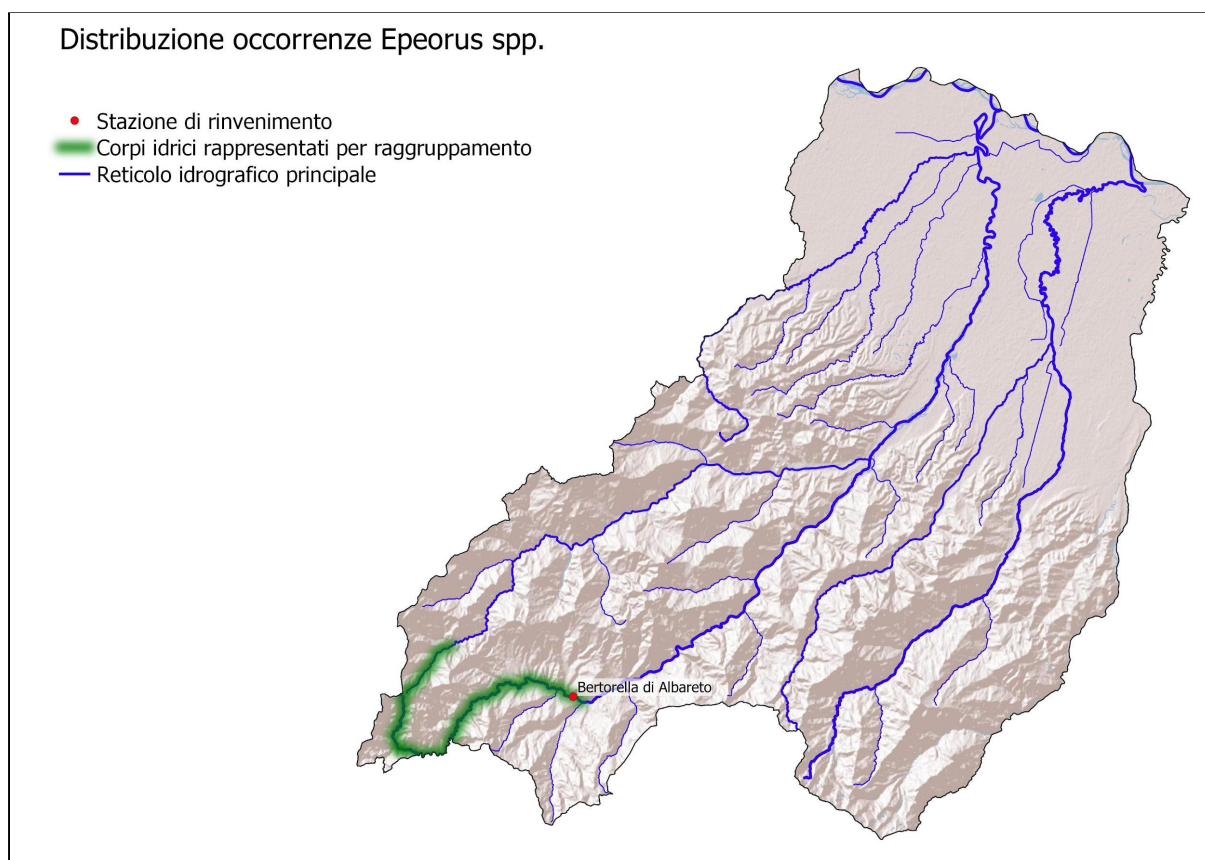 Distribuzione occorrenze Epeorus spp.
Stazione di rinvenimento
Corpi idrici rappresentati per raggruppamento
Reticolo idrografico principale
Bertorella di Albareto